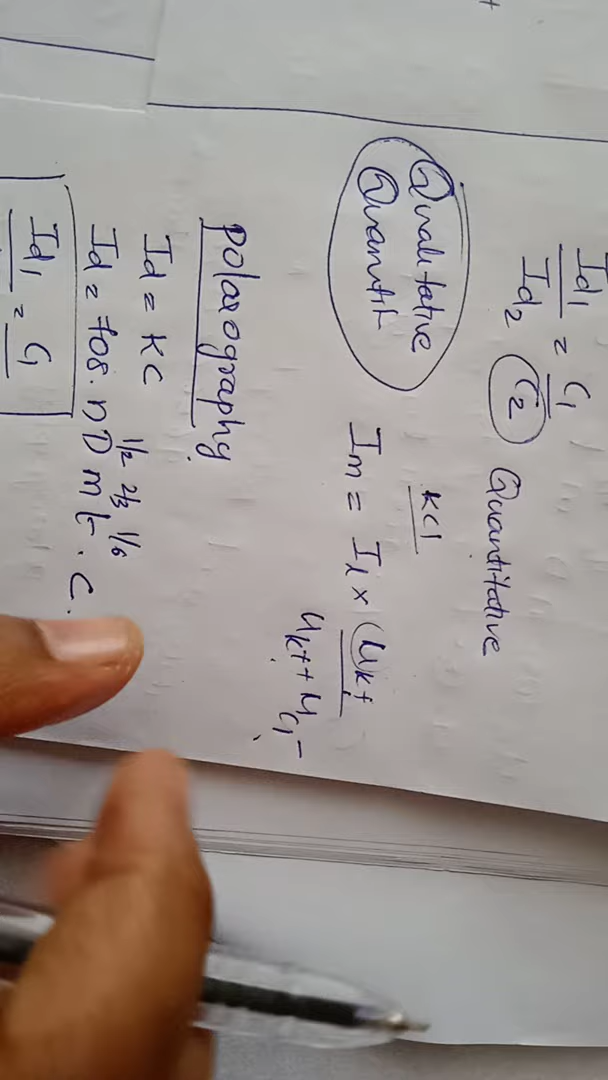 Id1/Id2 = C1/C2 Quantitative
KCl
Qualitative
Quantit
Im = Il × UK+/UK+ + UCl-
polarography
Id = KC
Id = 708. n D^1/2 m^2/3 t^1/6 . C.
Id1 = C1